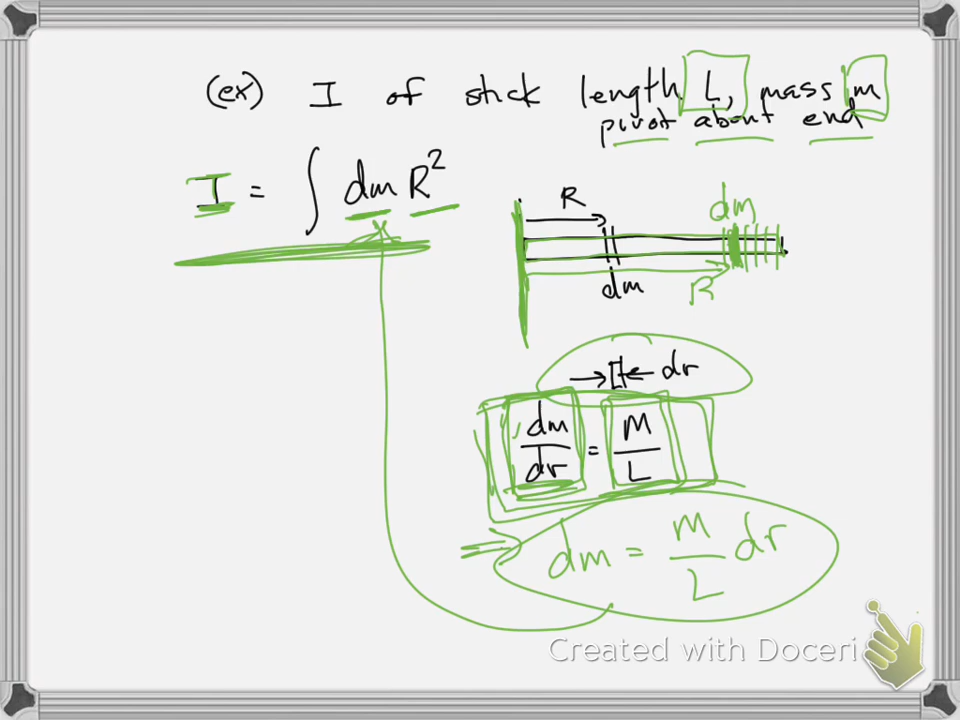 (ex) I of stick length L, mass m
pivot about end
I = ∫ dm R²
R
dm
dm
R
→[]← dr
dm/dr = M/L
⇒ dm = M/L dr
Created with Doceri